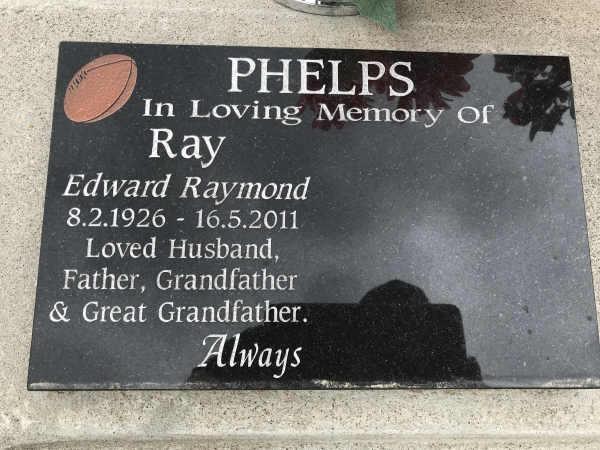 PHELPS
In Loving Memory Of
Ray
Edward Raymond
8.2.1926 - 16.5.2011
Loved Husband,
Father, Grandfather
& Great Grandfather.
Always